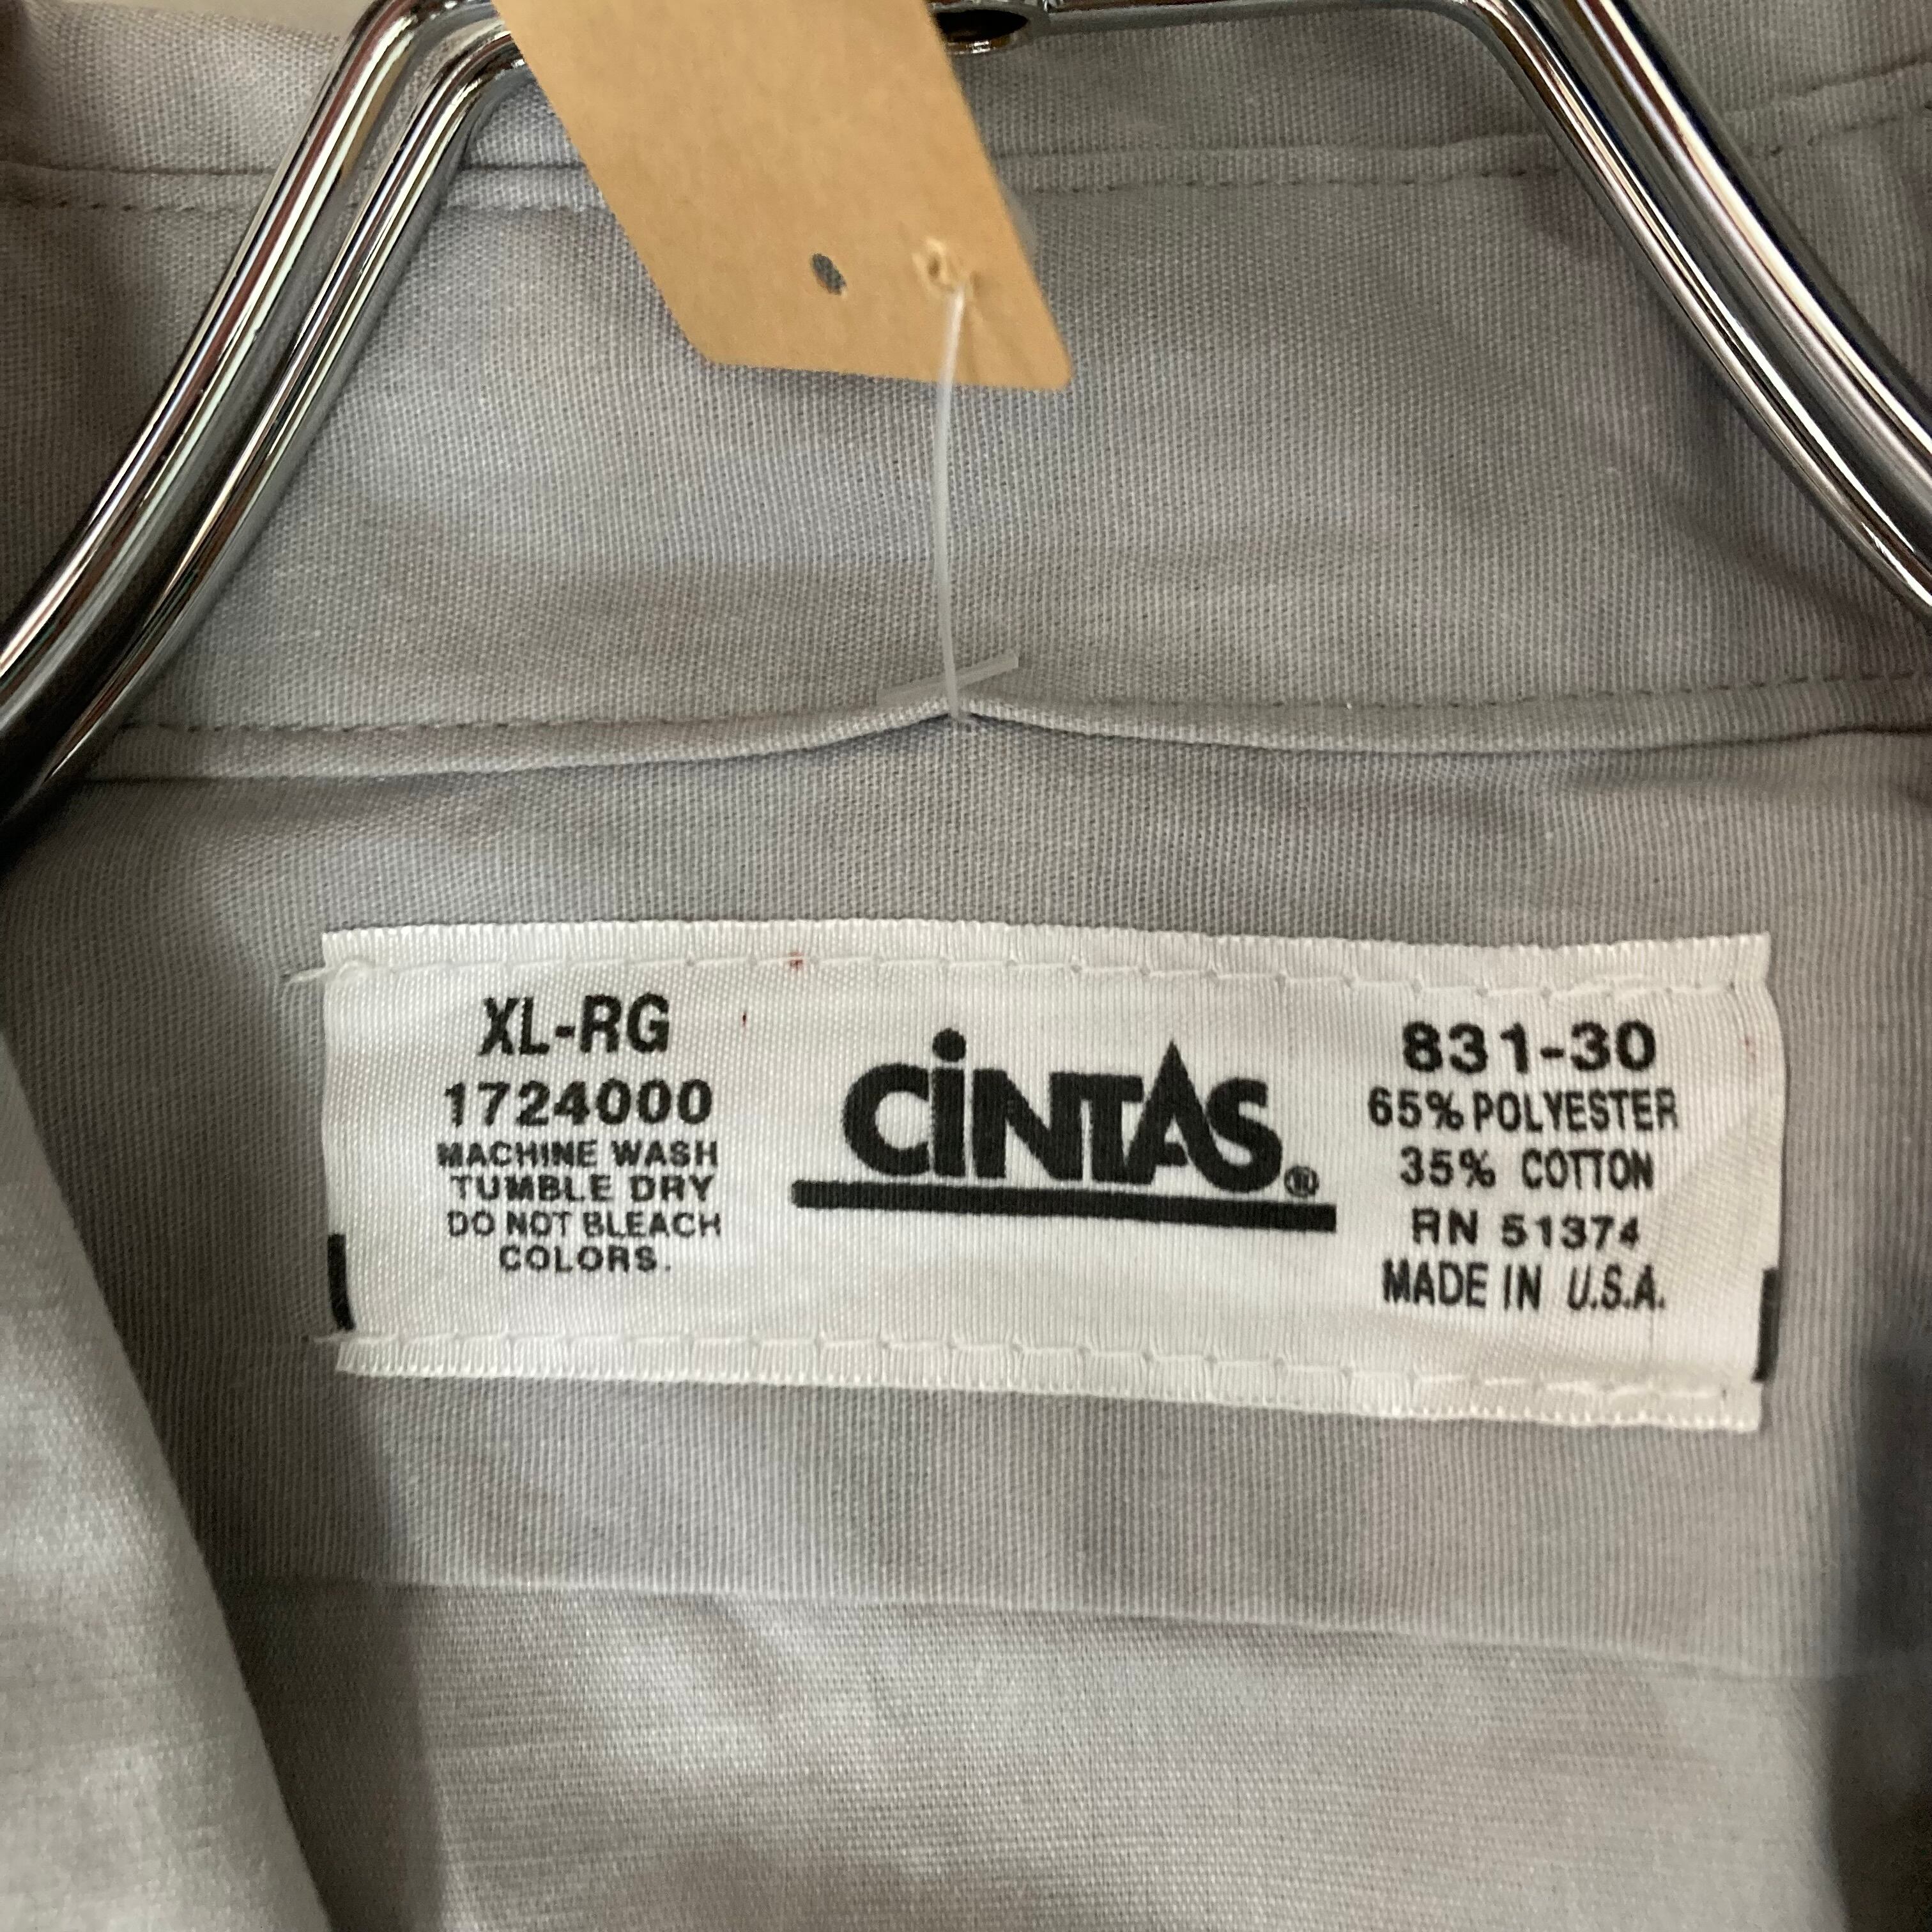 XL-RG
1724000
MACHINE WASH
TUMBLE DRY
DO NOT BLEACH
COLORS.
CiNTAS®
831-30
65% POLYESTER
35% COTTON
RN 51374
MADE IN U.S.A.